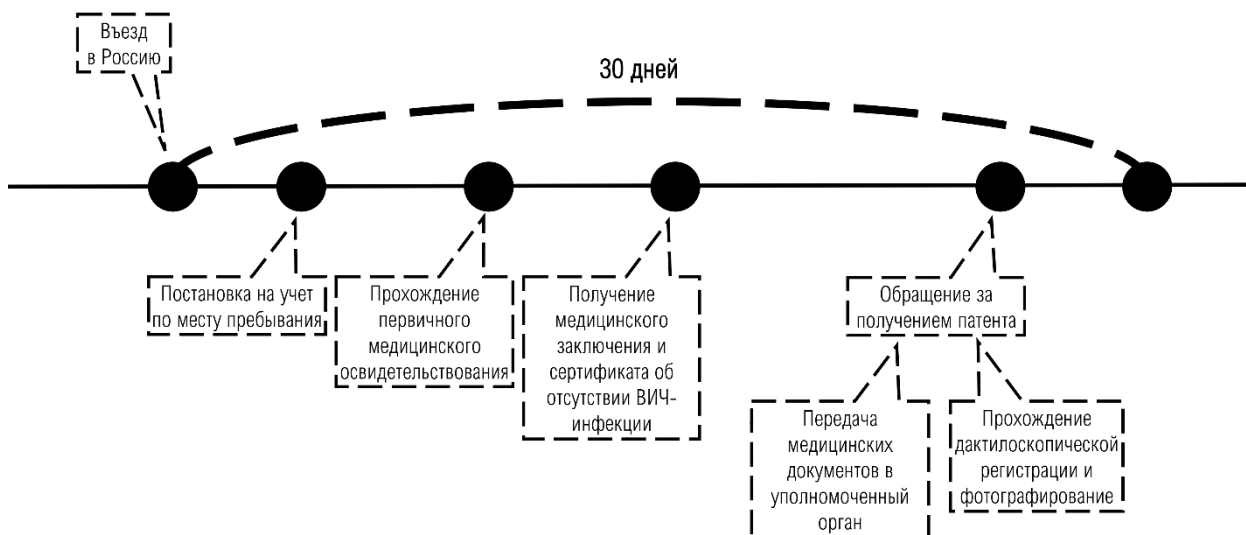 Въезд
в Россию
30 дней
Постановка на учет
по месту пребывания
Прохождение
первичного
медицинского
освидетельствования
Получение
медицинского
заключения и
сертификата об
отсутствии ВИЧ-
инфекции
Обращение за
получением патента
Передача
медицинских
документов в
уполномоченный
орган
Прохождение
дактилоскопической
регистрации и
фотографирование